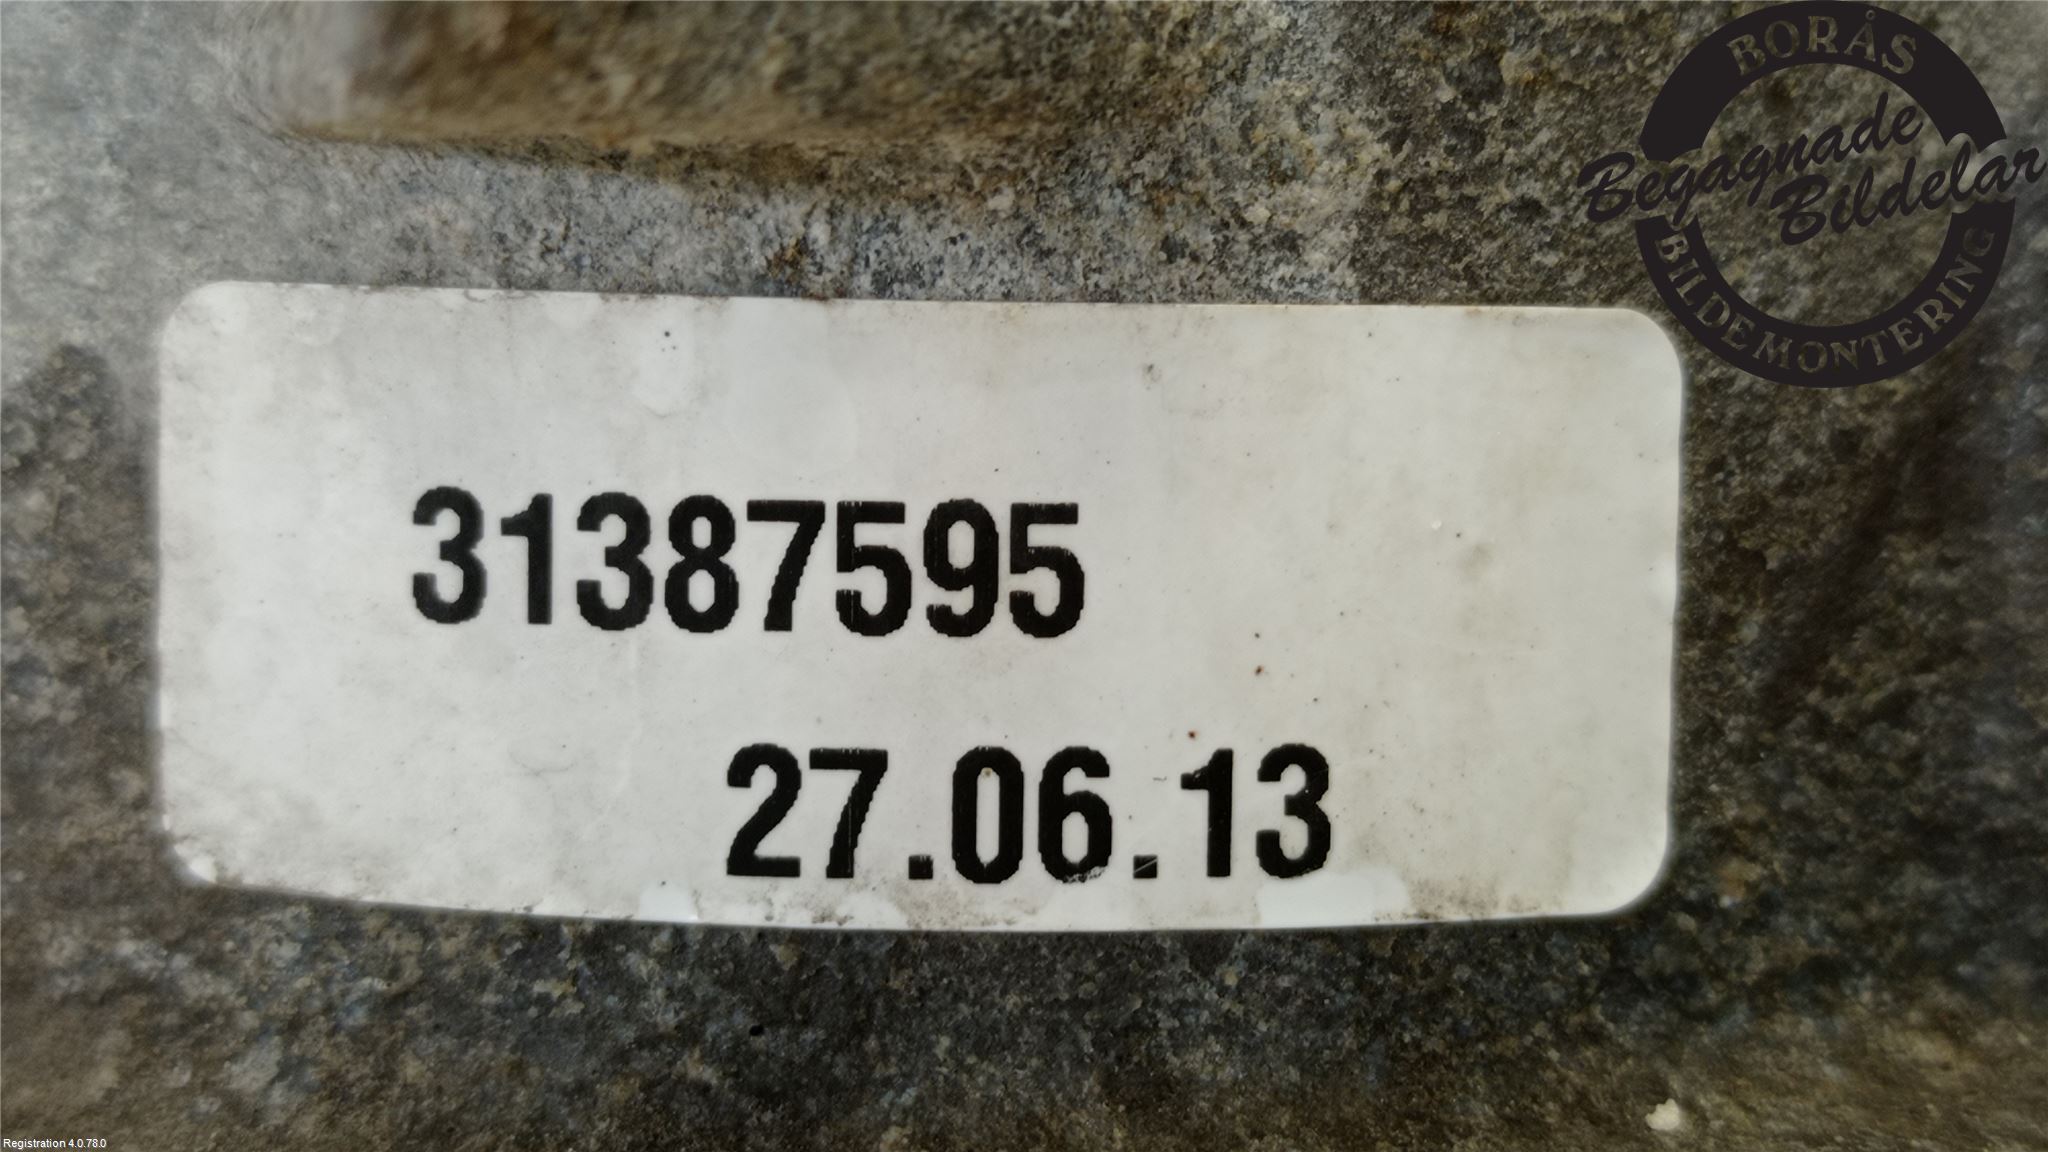 BORÅS
Begagnade
Bildelar
BILDEMONTERING
31387595
27.06.13
Registration 4.0.78.0